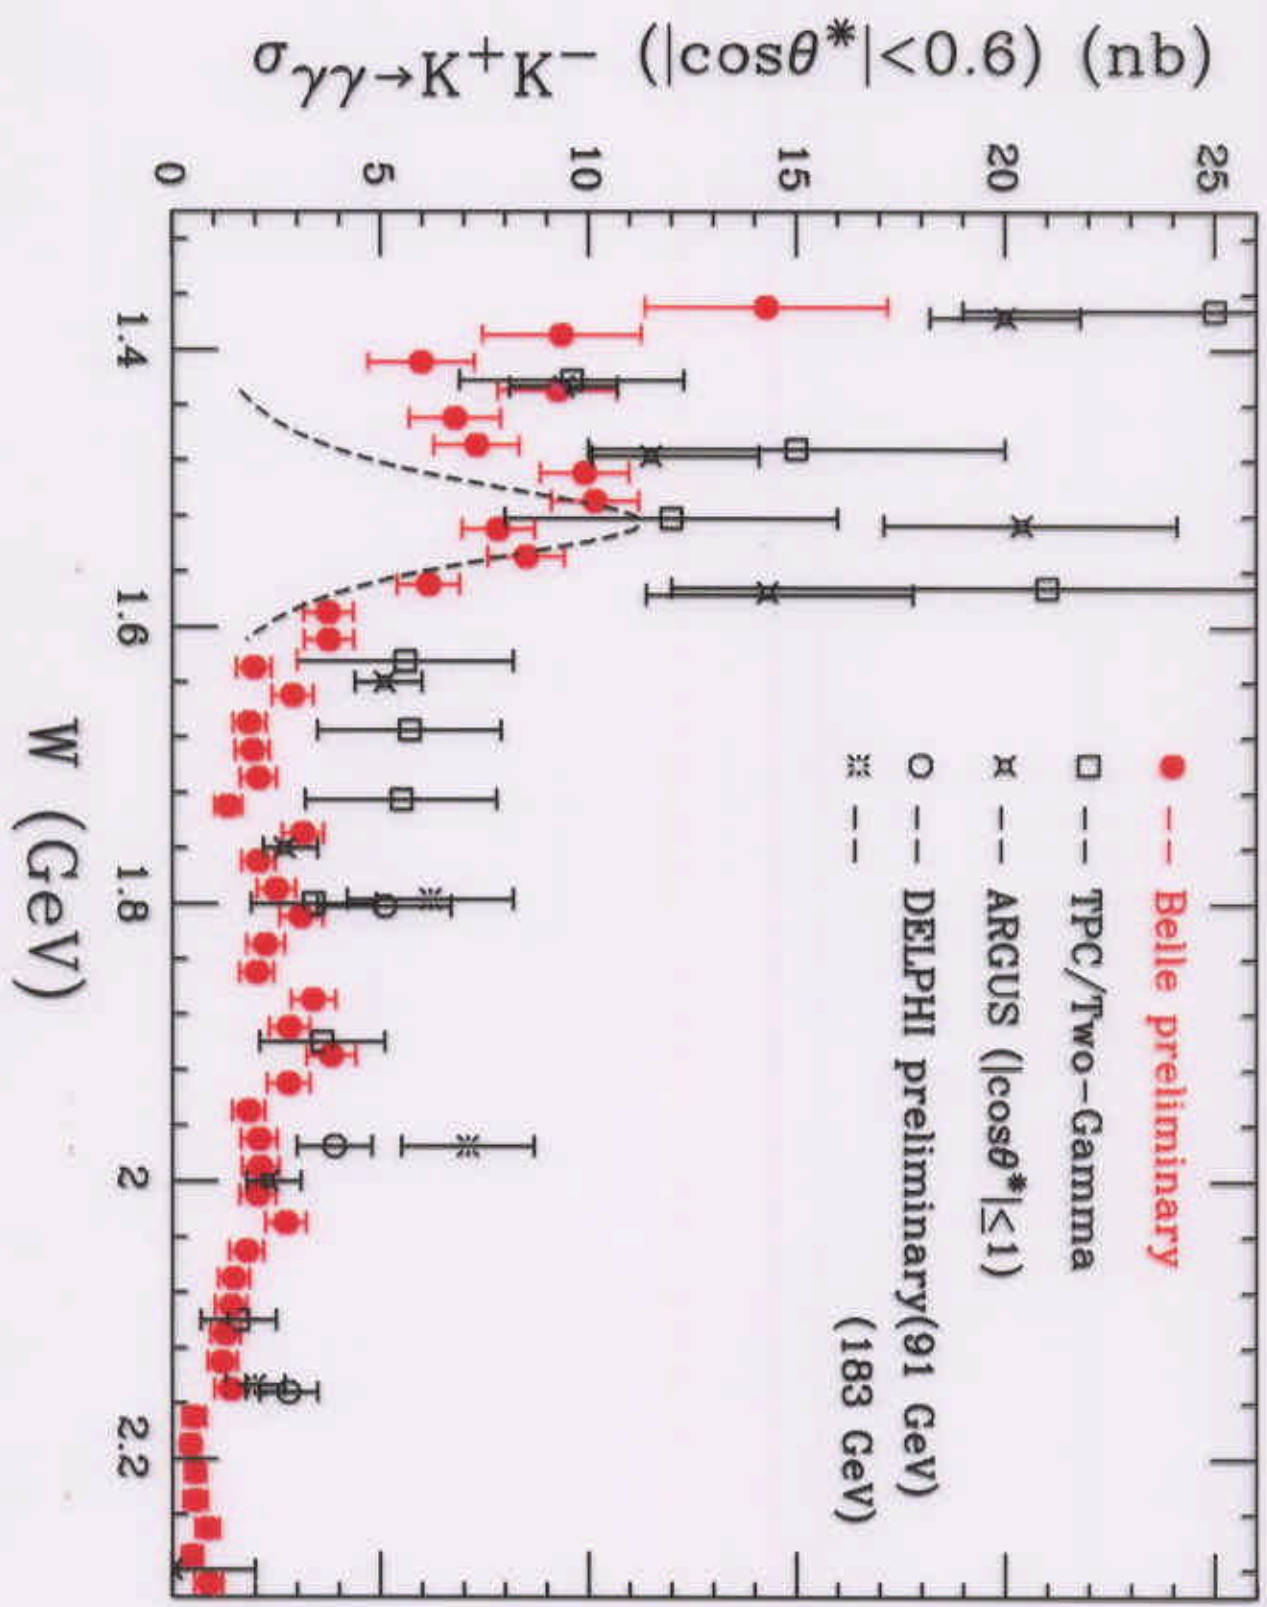 σγγ→K+K− (|cosθ*|<0.6) (nb)
25
20
15
10
5
0
1.4
1.6
1.8
2
2.2
W (GeV)
-- Belle preliminary
-- TPC/Two-Gamma
-- ARGUS (|cosθ*|≤1)
-- DELPHI preliminary(91 GeV)
-- (183 GeV)